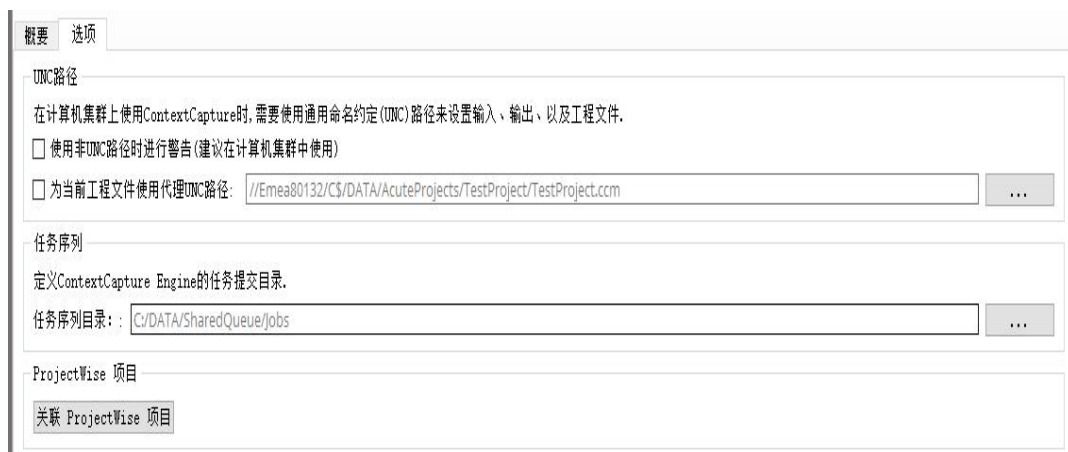 概要 选项
UNC路径
在计算机集群上使用ContextCapture时,需要使用通用命名约定(UNC)路径来设置输入、输出、以及工程文件.
使用非UNC路径时进行警告(建议在计算机集群中使用)
为当前工程文件使用代理UNC路径: //Emea80132/C$/DATA/AcuteProjects/TestProject/TestProject.ccm ...
任务序列
定义ContextCapture Engine的任务提交目录.
任务序列目录: : C:/DATA/SharedQueue/Jobs ...
ProjectWise 项目
关联 ProjectWise 项目